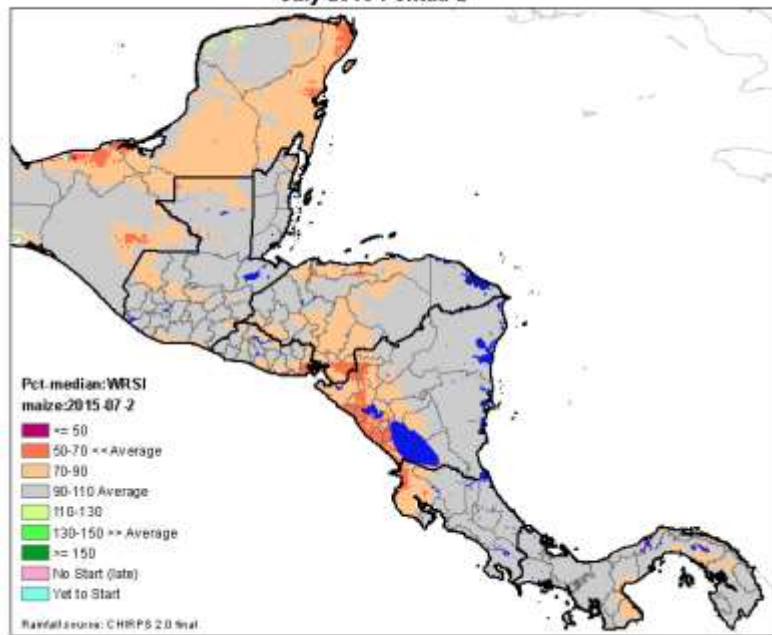 Pct-median:WRSI
maize:2015-07-2
<= 50
50-70 << Average
70-90
90-110 Average
110-130
130-150 >> Average
>= 150
No Start (late)
Yet to Start
Rainfall source: CHIRPS 2.0 final